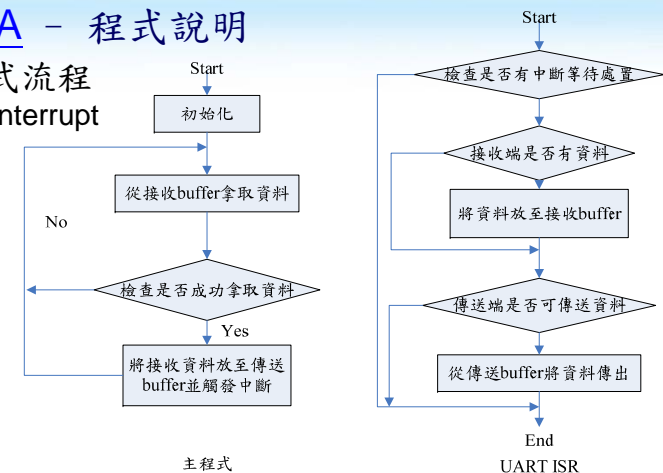 A - 程式說明
式流程
nterrupt
Start
初始化
從接收buffer拿取資料
No
檢查是否成功拿取資料
Yes
將接收資料放至傳送
buffer並觸發中斷
主程式
Start
檢查是否有中斷等待處置
接收端是否有資料
將資料放至接收buffer
傳送端是否可傳送資料
從傳送buffer將資料傳出
End
UART ISR